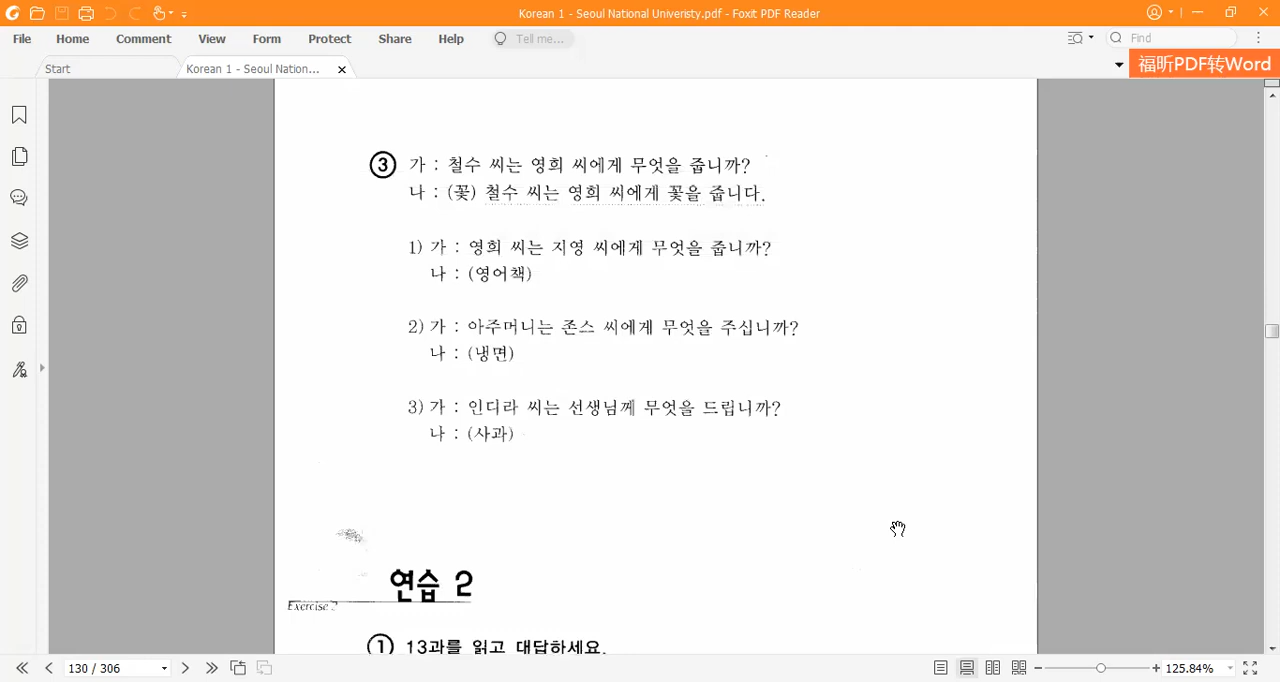 Korean 1 - Seoul National Univeristy.pdf - Foxit PDF Reader
File Home Comment View Form Protect Share Help Tell me... Find
Start Korean 1 - Seoul Nation... 福昕PDF转Word
③ 가 : 철수 씨는 영희 씨에게 무엇을 줍니까?
나 : (꽃) 철수 씨는 영희 씨에게 꽃을 줍니다.
1) 가 : 영희 씨는 지영 씨에게 무엇을 줍니까?
나 : (영어책)
2) 가 : 아주머니는 존스 씨에게 무엇을 주십니까?
나 : (냉면)
3) 가 : 인디라 씨는 선생님께 무엇을 드립니까?
나 : (사과)
연습 2
Exercise 2
① 13과를 읽고 대답하세요.
130 / 306 125.84%